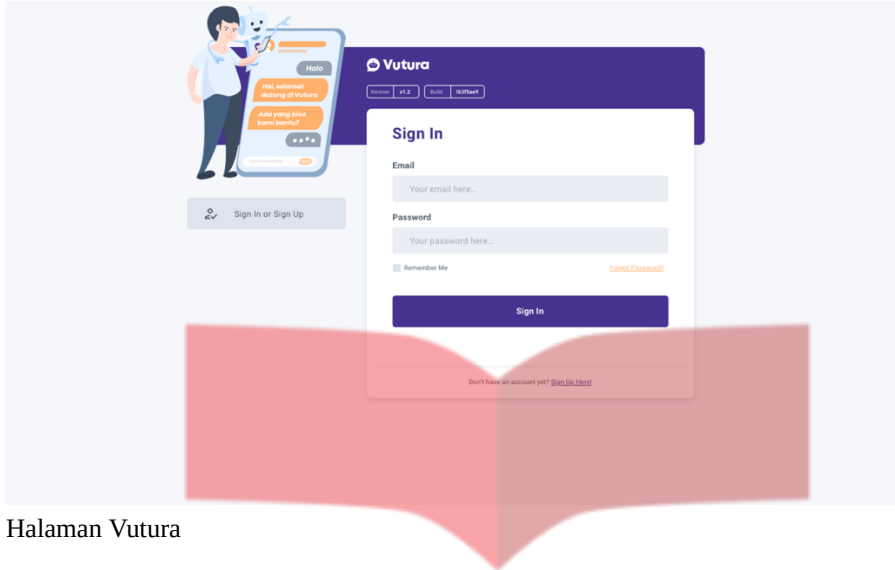 Halo
Hai, selamat
datang di Vutura
Ada yang bisa
kami bantu?
Sign In or Sign Up
Vutura
Version v1.2 Build 1b3f5ae9
Sign In
Email
Your email here...
Password
Your password here...
Remember Me Forgot Password?
Sign In
Don't have an account yet? Sign Up Here!
Halaman Vutura